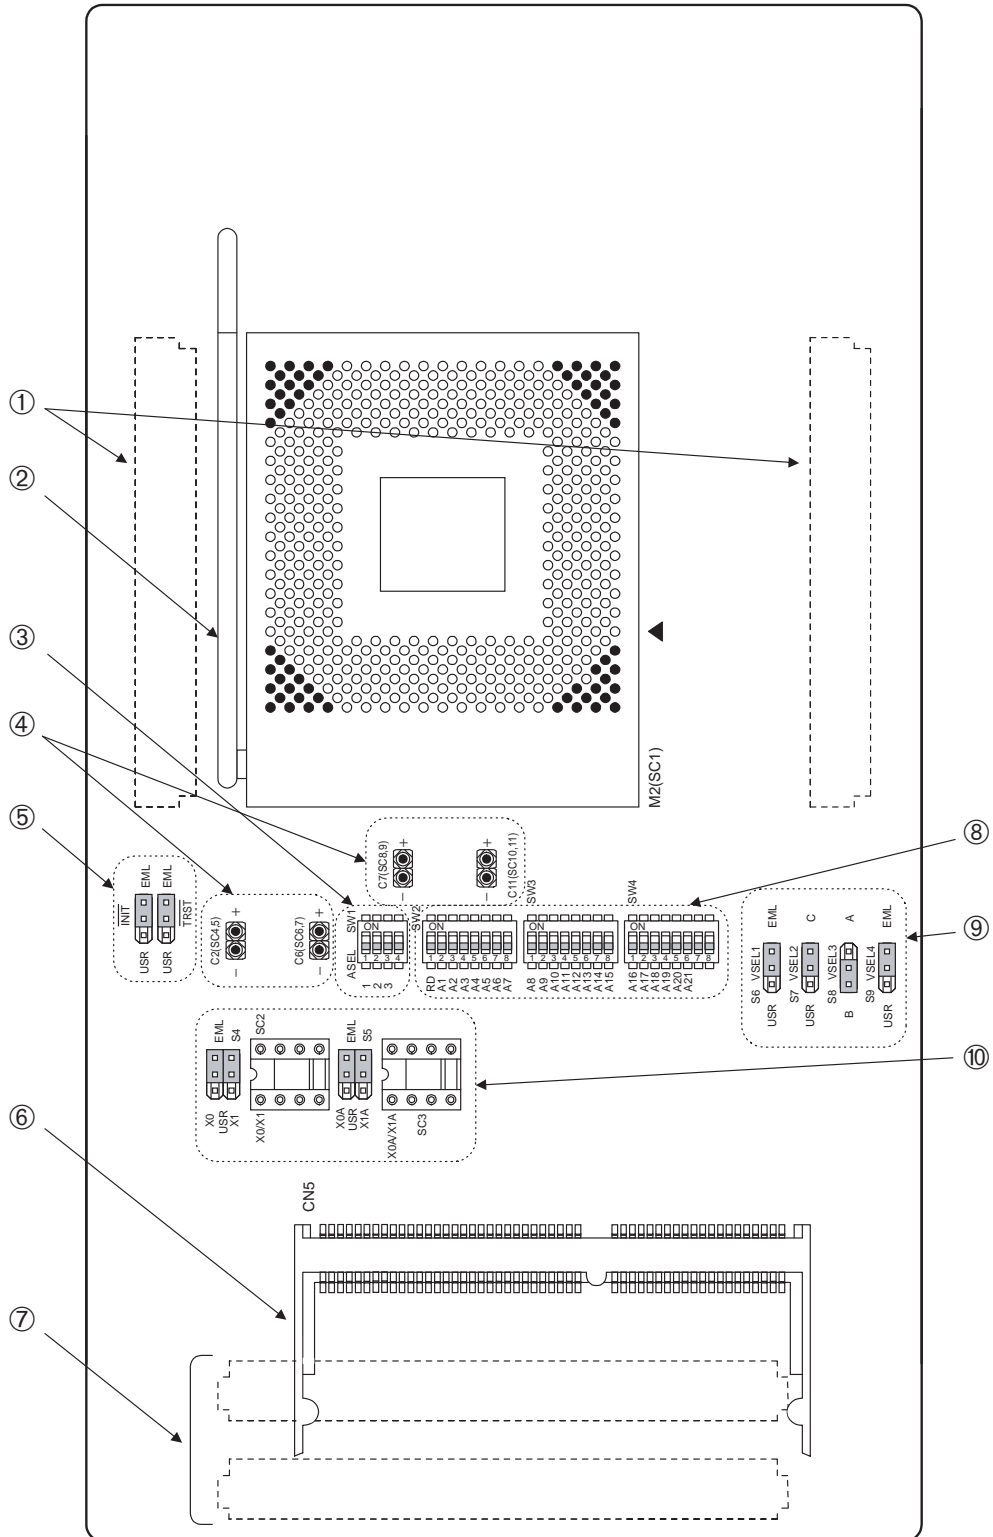 ①
②
③
④
⑤
⑥
⑦
⑧
⑨
⑩
M2(SC1)
C7(SC8,9)
+
−
C11(SC10,11)
+
−
INIT
EML
USR
EML
TRST
USR
C2(SC4,5)
+
−
C6(SC6,7)
+
−
SW1
ASEL
ON
1 2 3 4
1
2
3
SW2
ON
1 2 3 4 5 6 7 8
RD
A1
A2
A3
A4
A5
A6
A7
SW3
ON
1 2 3 4 5 6 7 8
A8
A9
A10
A11
A12
A13
A14
A15
SW4
ON
1 2 3 4 5 6 7 8
A16
A17
A18
A19
A20
A21
S6 VSEL1
EML
USR
S7 VSEL2
C
USR
S8 VSEL3
A
B
S9 VSEL4
EML
USR
EML
S4
X0
USR
X1
SC2
X0/X1
EML
S5
X0A
USR
X1A
X0A/X1A
SC3
CN5